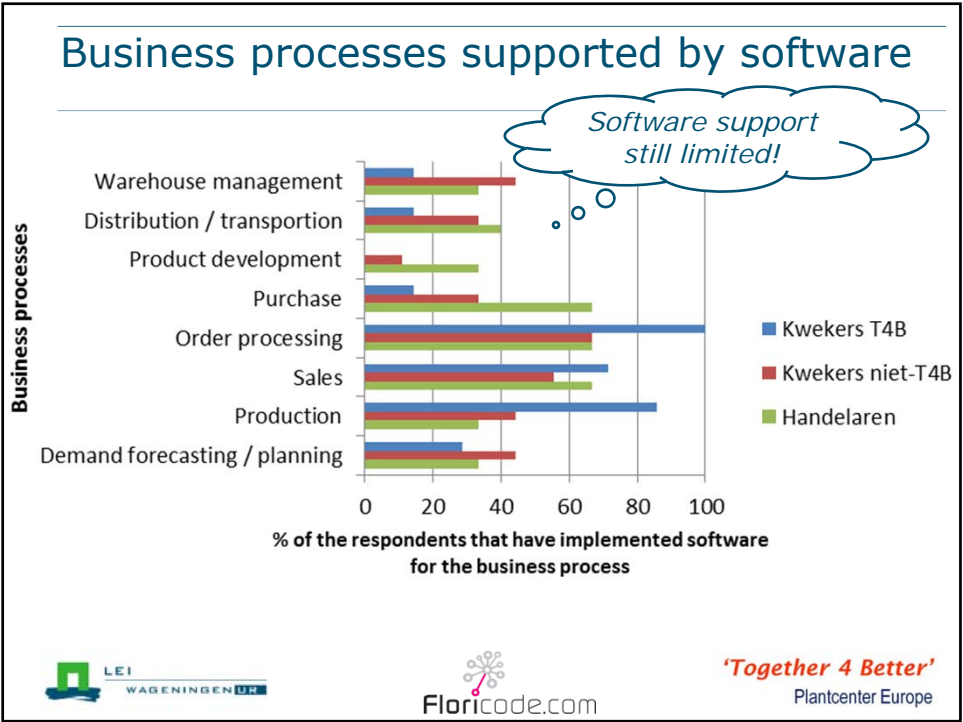 Business processes supported by software
Software support
still limited!
Business processes
Warehouse management
Distribution / transportion
Product development
Purchase
Order processing
Sales
Production
Demand forecasting / planning
Kwekers T4B
Kwekers niet-T4B
Handelaren
0 20 40 60 80 100
% of the respondents that have implemented software
for the business process
LEI
WAGENINGEN UR
Floricode.com
'Together 4 Better'
Plantcenter Europe